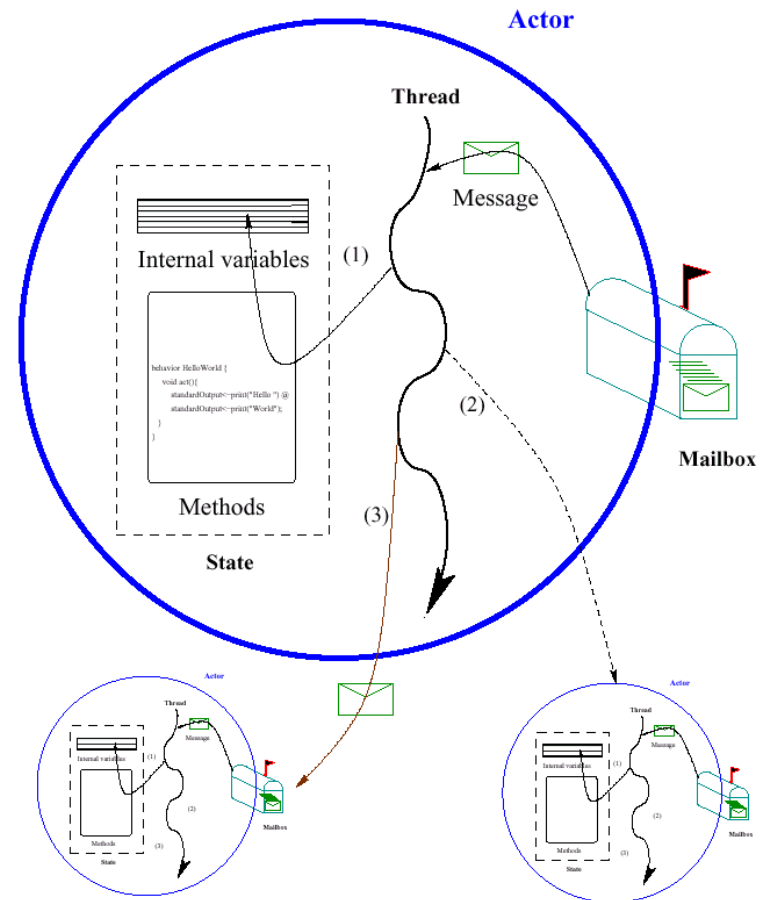 Actor
Thread
Message
Internal variables
(1)
behavior HelloWorld {
void act(){
standardOutput<-print("Hello ") @
standardOutput<-print("World");
}
}
(2)
Mailbox
Methods
(3)
State
Actor
Thread
Message
Internal variables
(1)
(2)
Mailbox
Methods
(3)
State
Actor
Thread
Message
Internal variables
(1)
(2)
Mailbox
Methods
(3)
State